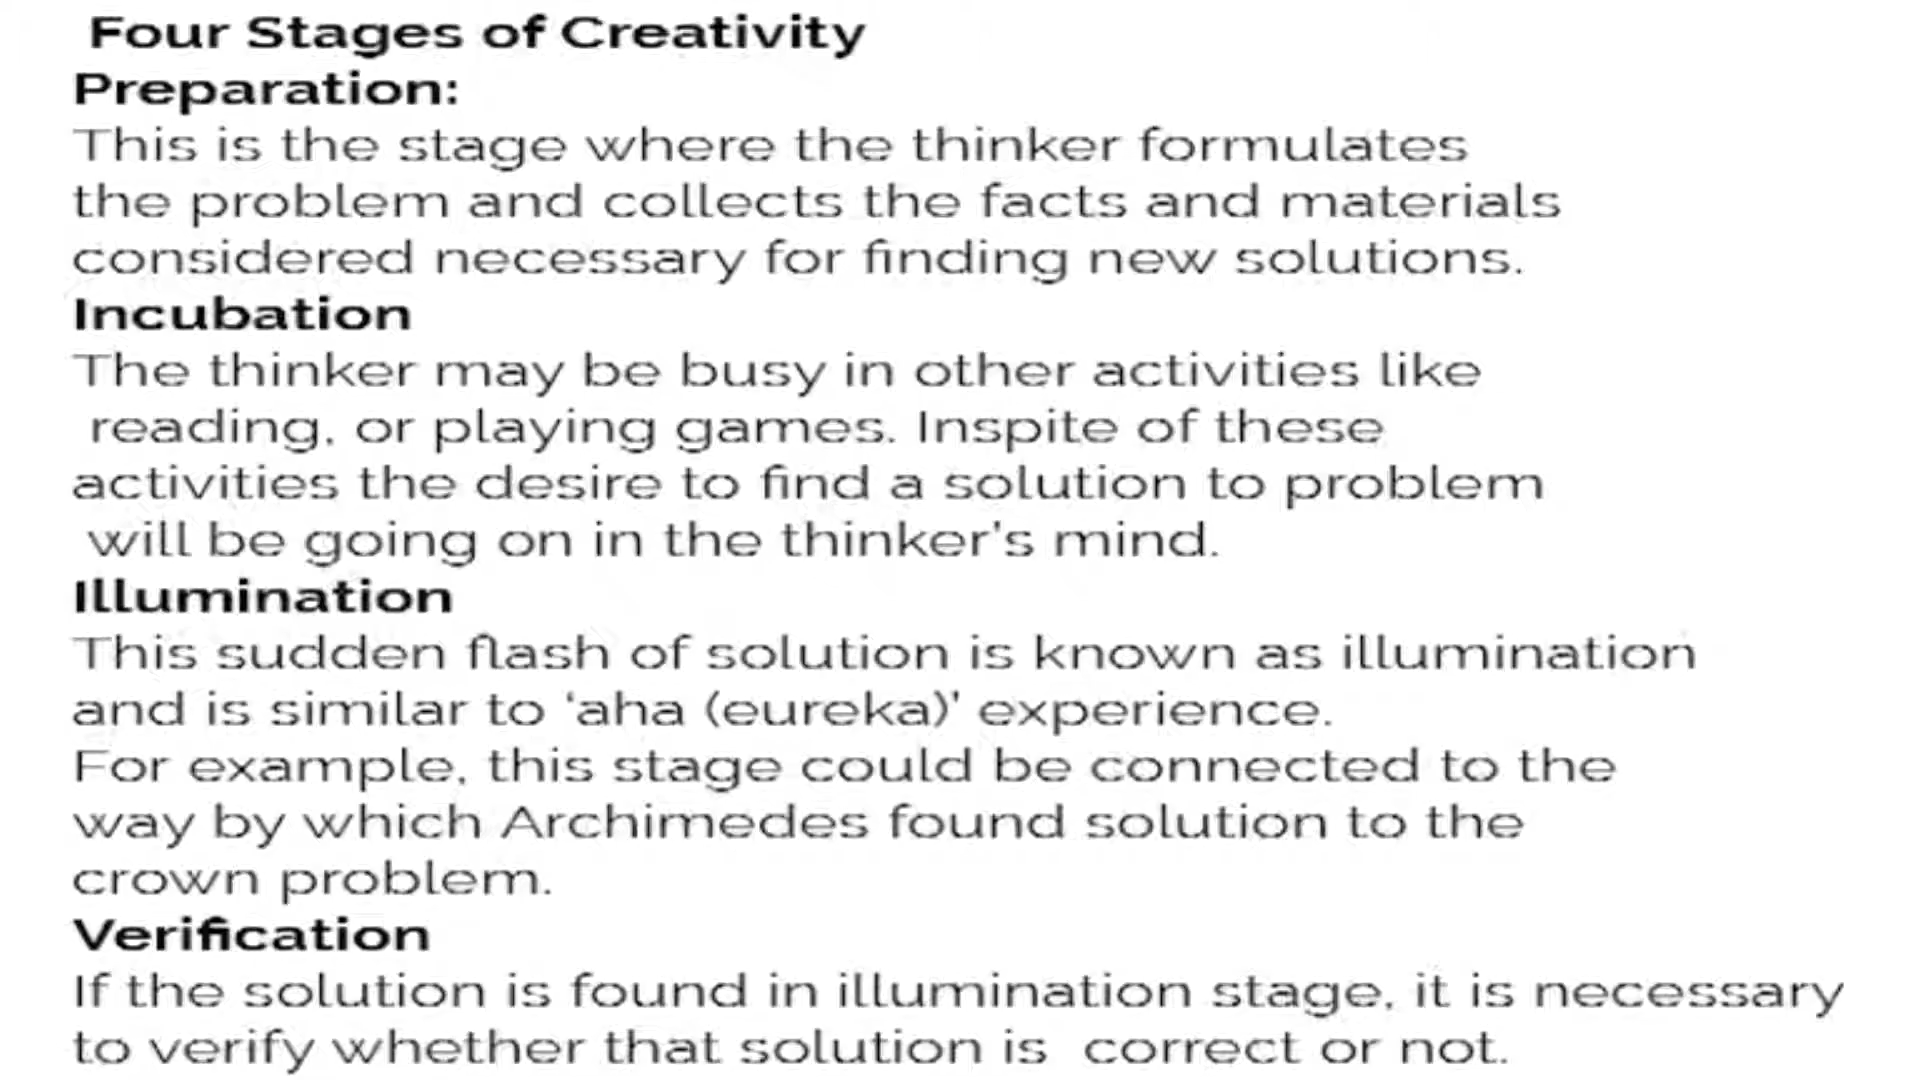 Four Stages of Creativity
Preparation:
This is the stage where the thinker formulates
the problem and collects the facts and materials
considered necessary for finding new solutions.
Incubation
The thinker may be busy in other activities like
reading, or playing games. Inspite of these
activities the desire to find a solution to problem
will be going on in the thinker's mind.
Illumination
This sudden flash of solution is known as illumination
and is similar to ‘aha (eureka)’ experience.
For example, this stage could be connected to the
way by which Archimedes found solution to the
crown problem.
Verification
If the solution is found in illumination stage, it is necessary
to verify whether that solution is correct or not.